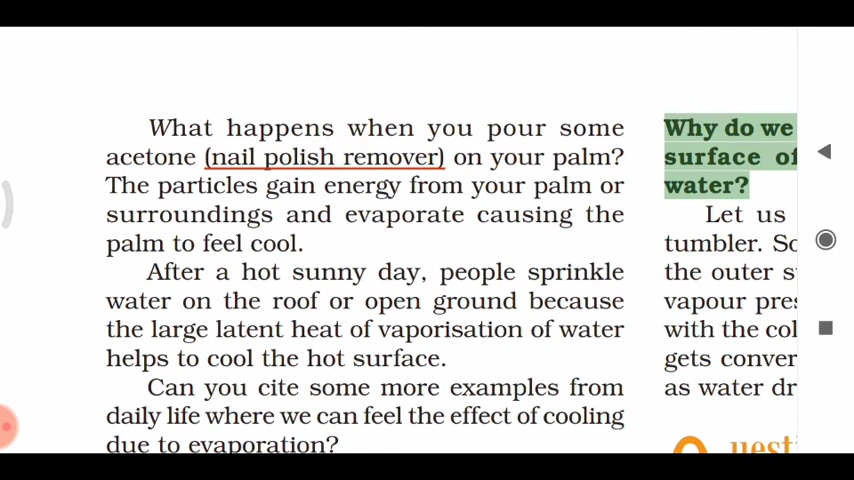 What happens when you pour some
acetone (nail polish remover) on your palm?
The particles gain energy from your palm or
surroundings and evaporate causing the
palm to feel cool.
After a hot sunny day, people sprinkle
water on the roof or open ground because
the large latent heat of vaporisation of water
helps to cool the hot surface.
Can you cite some more examples from
daily life where we can feel the effect of cooling
due to evaporation?
Why do we
surface of
water?
Let us
tumbler. So
the outer s
vapour pres
with the col
gets conver
as water dr
Questi